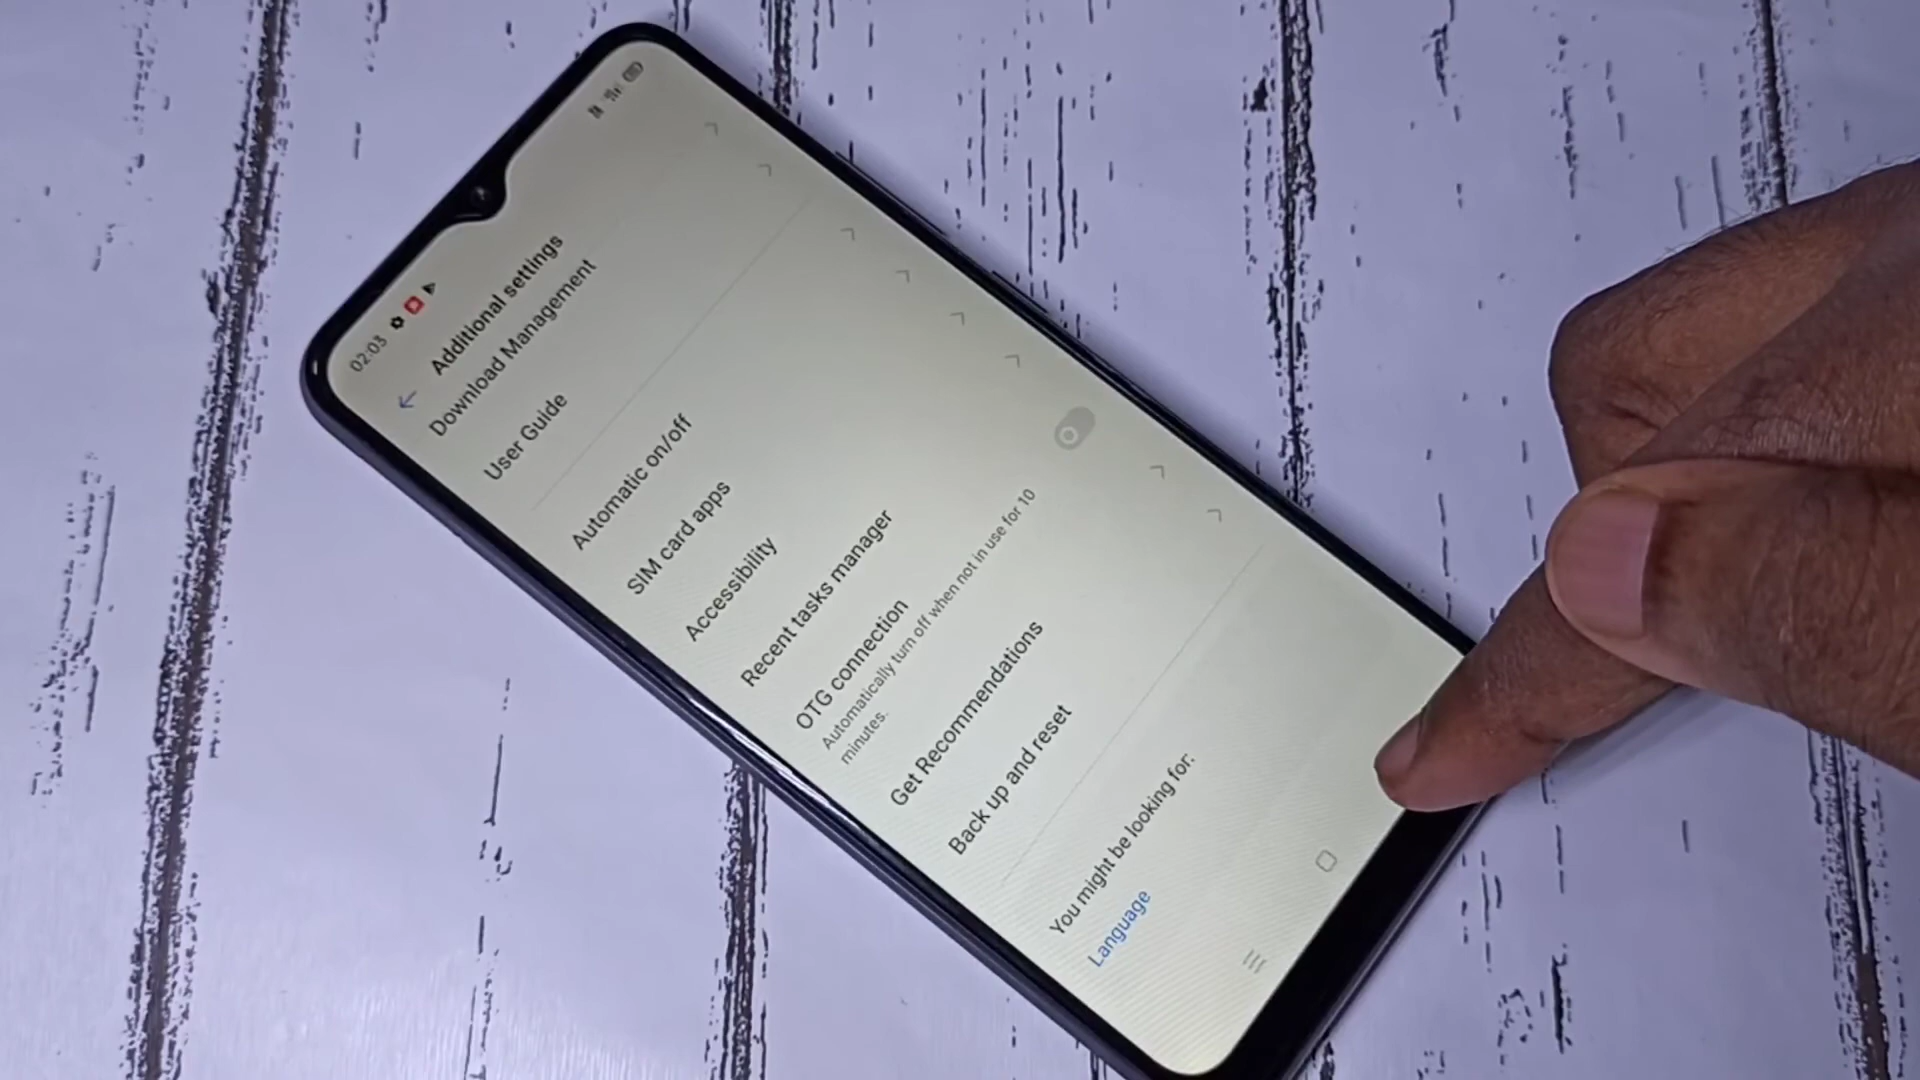 02:03
Additional settings
Download Management
User Guide
Automatic on/off
SIM card apps
Accessibility
Recent tasks manager
OTG connection
Automatically turn off when not in use for 10
minutes.
Get Recommendations
Back up and reset
You might be looking for:
Language